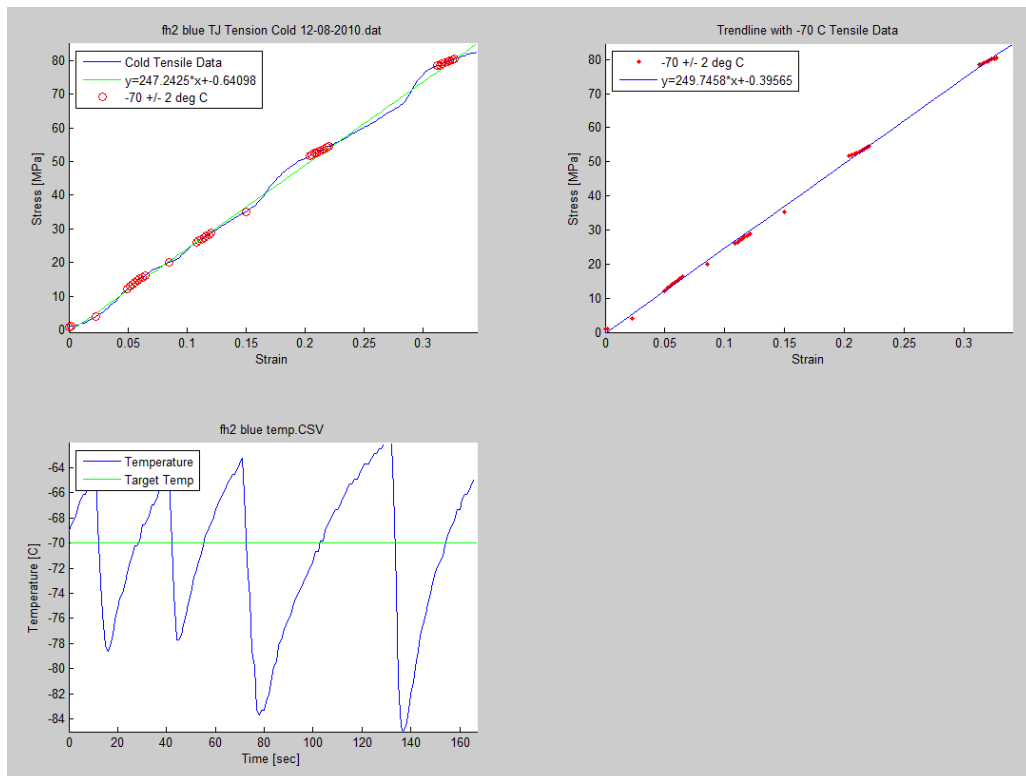 fh2 blue TJ Tension Cold 12-08-2010.dat
Cold Tensile Data
y=247.2425*x+-0.64098
-70 +/- 2 deg C
80
70
60
50
40
30
20
10
0
Stress [MPa]
0 0.05 0.1 0.15 0.2 0.25 0.3
Strain
Trendline with -70 C Tensile Data
-70 +/- 2 deg C
y=249.7458*x+-0.39565
80
70
60
50
40
30
20
10
0
Stress [MPa]
0 0.05 0.1 0.15 0.2 0.25 0.3
Strain
fh2 blue temp.CSV
Temperature
Target Temp
-64
-66
-68
-70
-72
-74
-76
-78
-80
-82
-84
Temperature [C]
0 20 40 60 80 100 120 140 160
Time [sec]